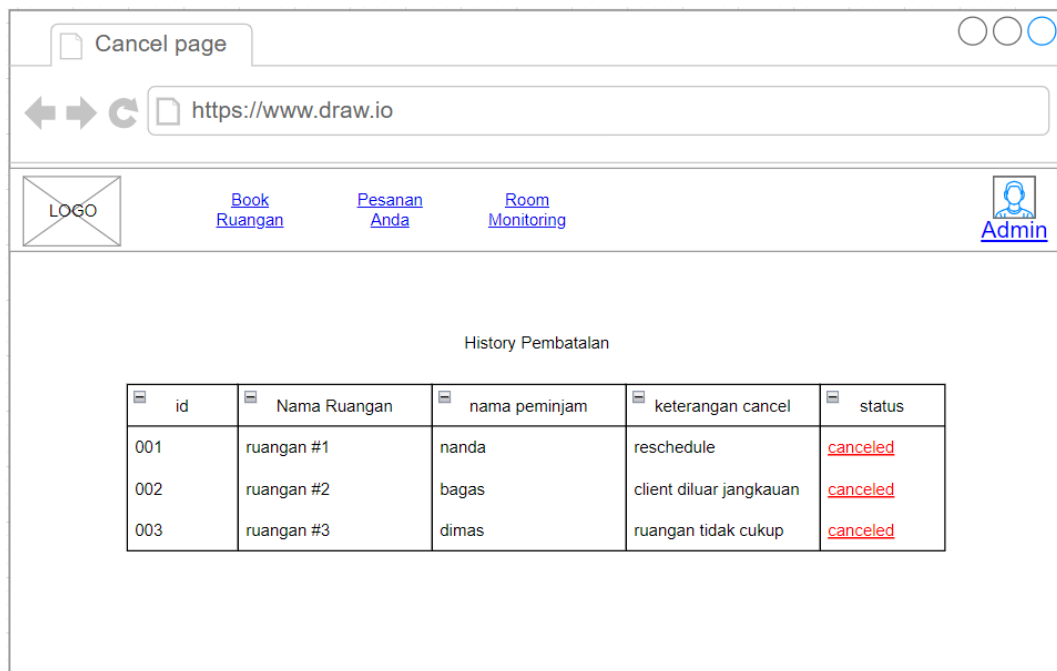 Cancel page
https://www.draw.io
LOGO
Book
Ruangan
Pesanan
Anda
Room
Monitoring
Admin
History Pembatalan
id Nama Ruangan nama peminjam keterangan cancel status
001 ruangan #1 nanda reschedule canceled
002 ruangan #2 bagas client diluar jangkauan canceled
003 ruangan #3 dimas ruangan tidak cukup canceled